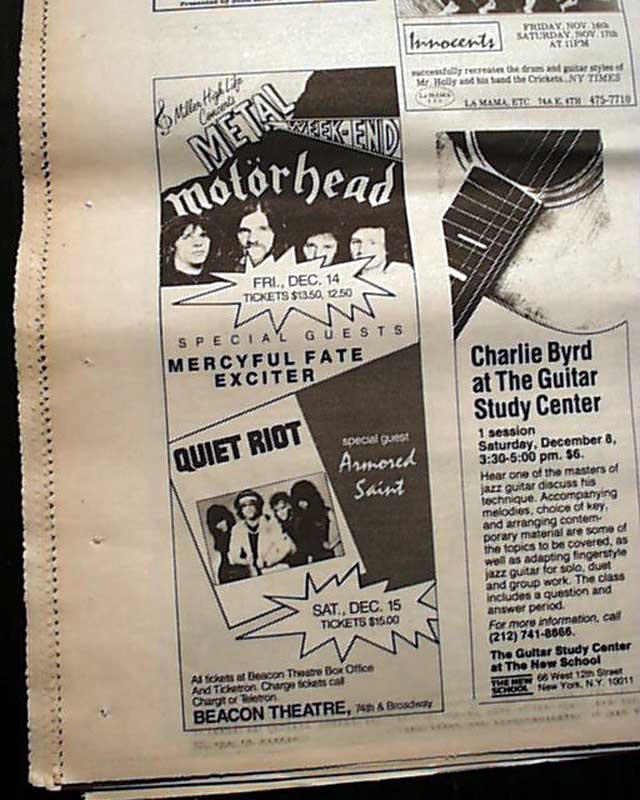 Miller High Life
Concerts
METAL
WEEK-END
motörhead
FRI., DEC. 14
TICKETS $13.50, 12.50
SPECIAL GUESTS
MERCYFUL FATE
EXCITER
QUIET RIOT
special guest
Armored
Saint
SAT., DEC. 15
TICKETS $15.00
All tickets at Beacon Theatre Box Office
And Ticketron. Charge tickets call
Chargit or Teletron.
BEACON THEATRE, 74th & Broadway
FRIDAY, NOV. 16th
SATURDAY, NOV. 17th
AT 11PM
Innocents
successfully recreates the drum and guitar styles of
Mr. Holly and his band the Crickets...NY TIMES
La MAMA
LA MAMA, ETC. 74A E. 4TH 475-7710
Charlie Byrd
at The Guitar
Study Center
1 session
Saturday, December 8,
3:30-5:00 pm. $6.
Hear one of the masters of
jazz guitar discuss his
technique. Accompanying
melodies, choice of key,
and arranging contem-
porary material are some of
the topics to be covered, as
well as adapting fingerstyle
jazz guitar for solo, duet
and group work. The class
includes a question and
answer period.
For more information, call
(212) 741-8666.
The Guitar Study Center
at The New School
THE NEW
SCHOOL
66 West 12th Street
New York, N.Y. 10011